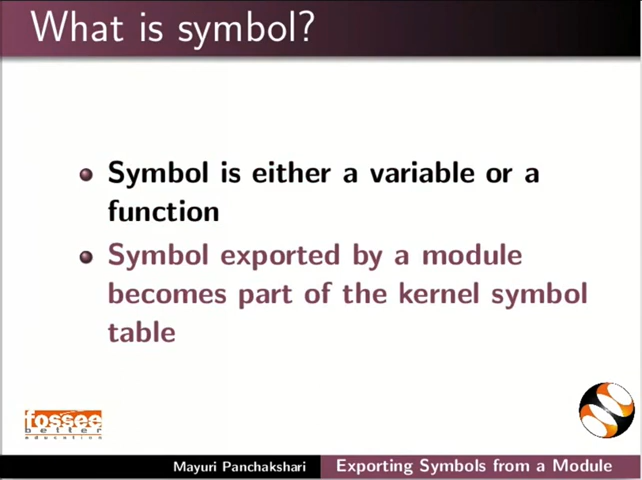 What is symbol?
Symbol is either a variable or a
function
Symbol exported by a module
becomes part of the kernel symbol
table
fossee
better
education
Mayuri Panchakshari
Exporting Symbols from a Module